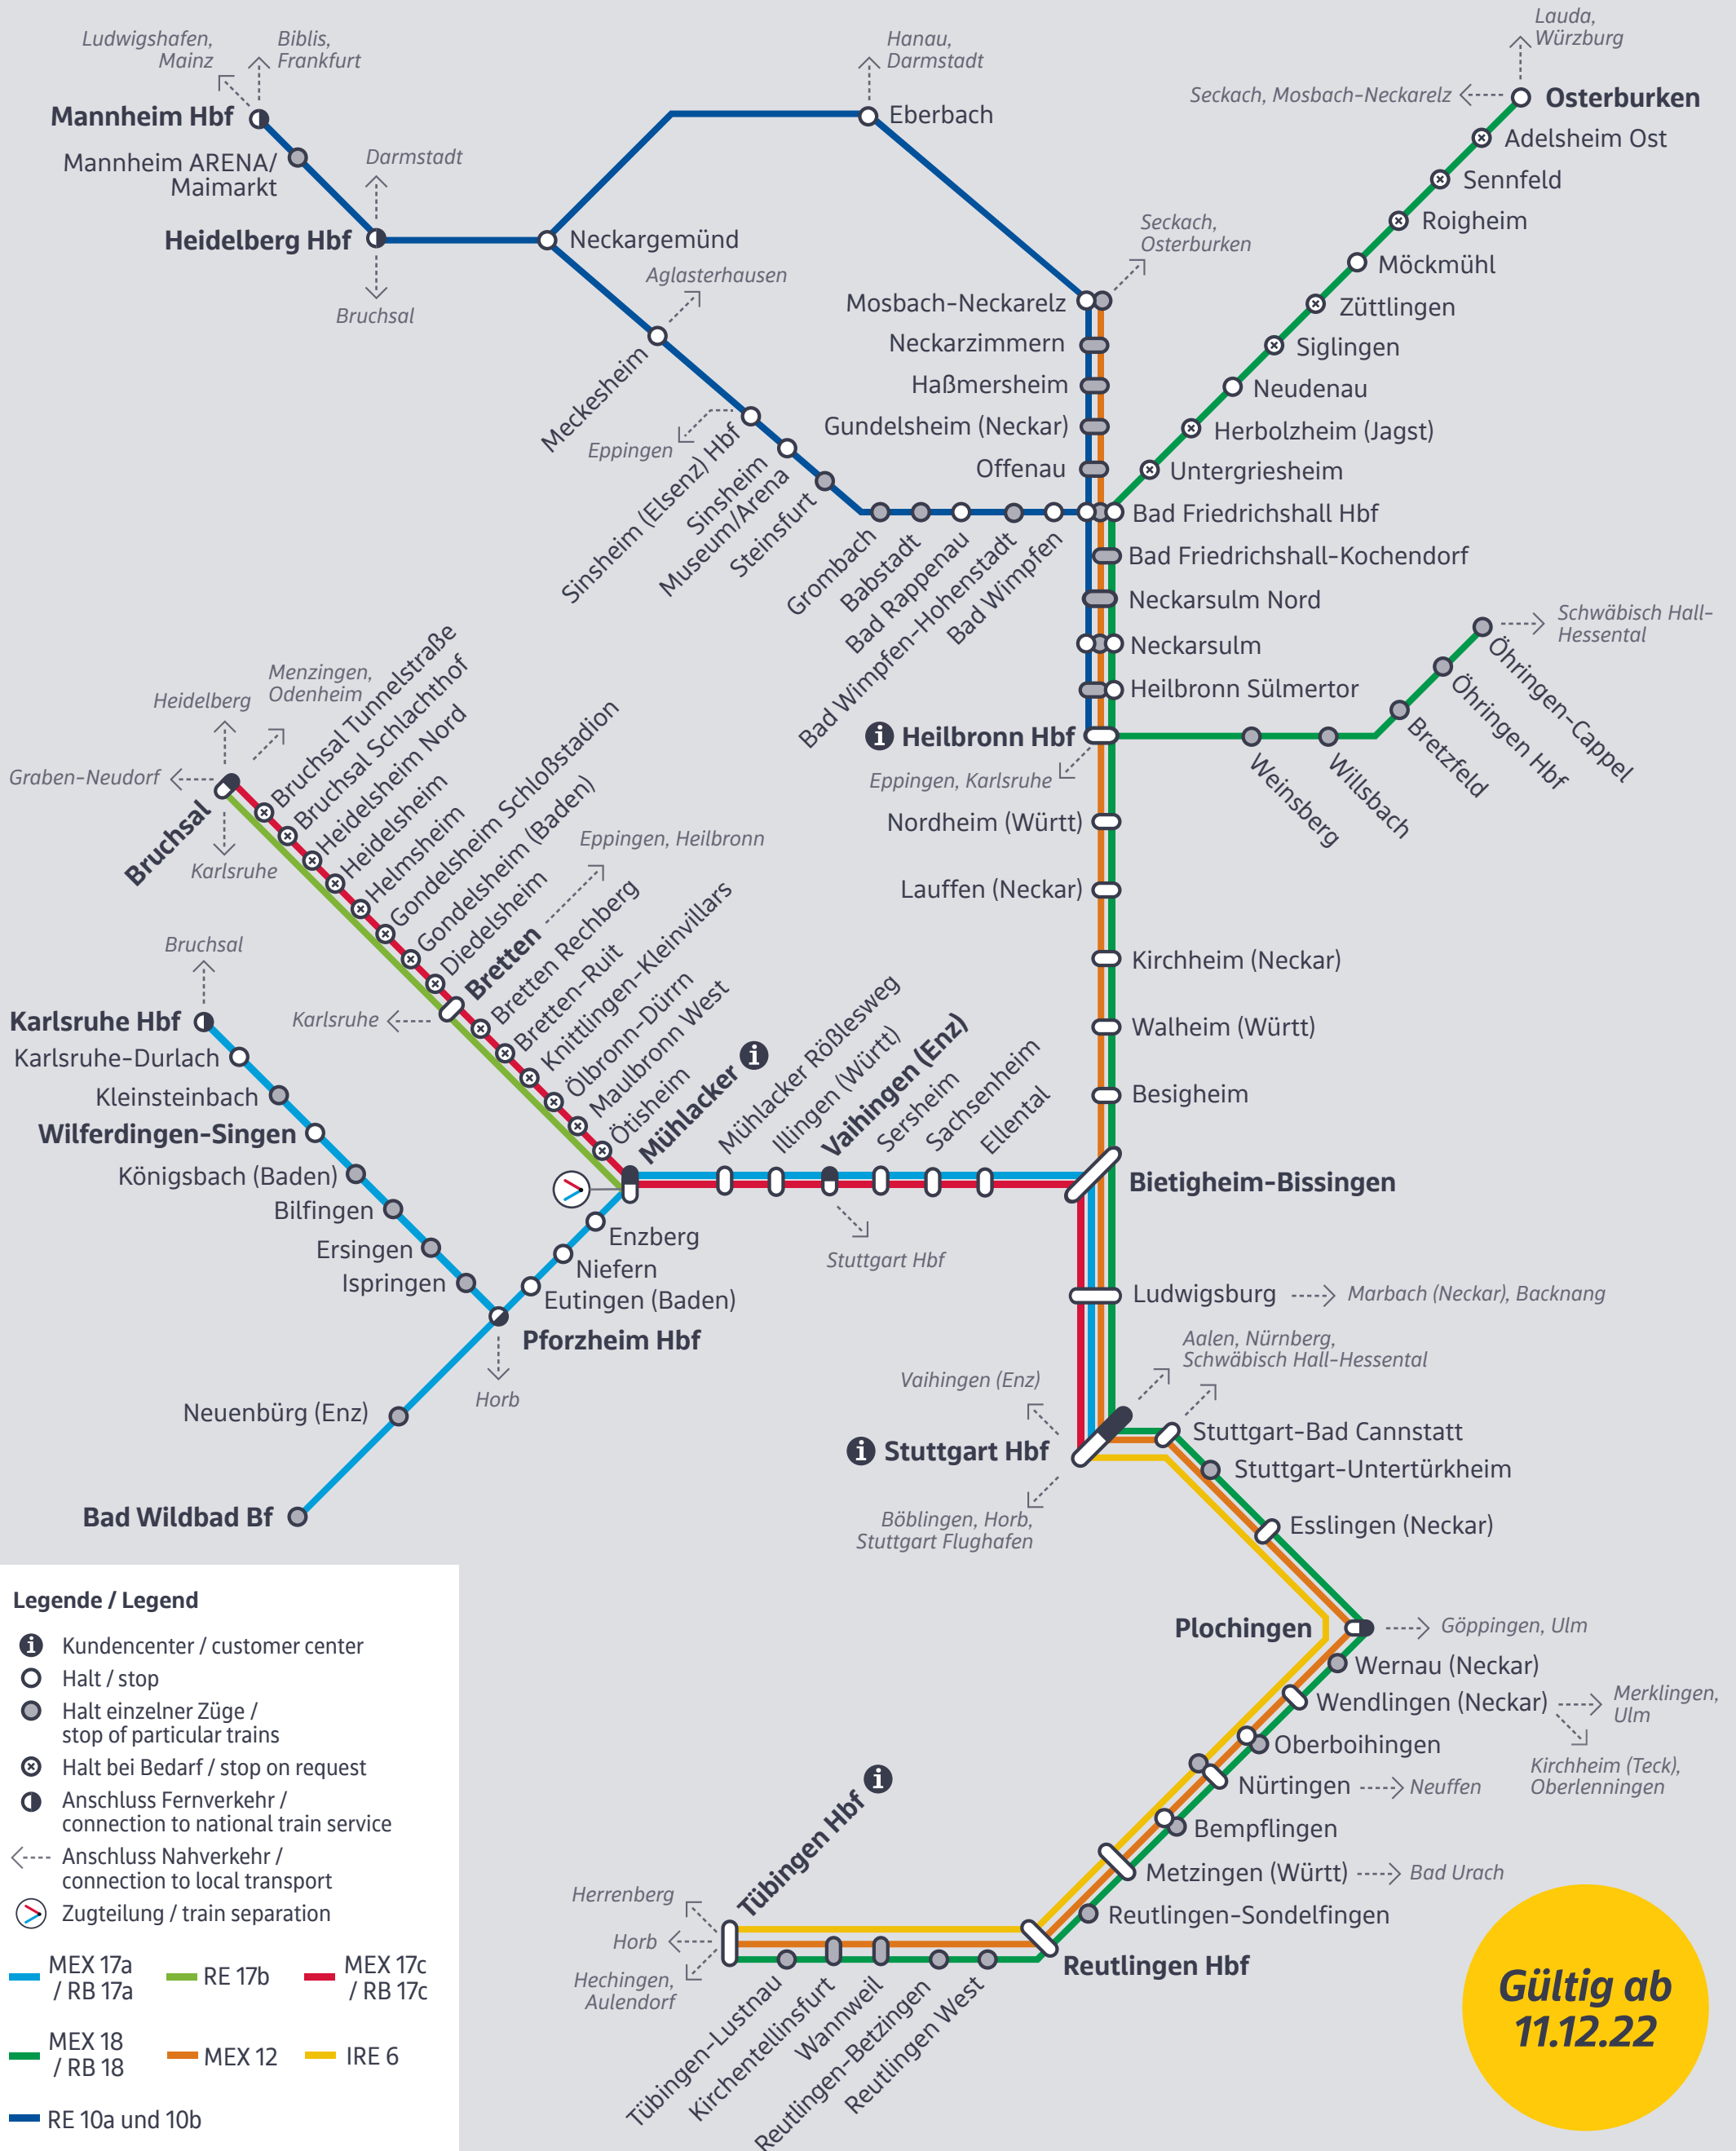 Ludwigshafen,
Mainz
Biblis,
Frankfurt
Hanau,
Darmstadt
Lauda,
Würzburg
Mannheim Hbf
Mannheim ARENA/
Maimarkt
Darmstadt
Heidelberg Hbf
Bruchsal
Neckargemünd
Eberbach
Seckach, Mosbach-Neckarelz
Osterburken
Adelsheim Ost
Sennfeld
Roigheim
Möckmühl
Züttlingen
Siglingen
Neudenau
Herbolzheim (Jagst)
Untergriesheim
Aglasterhausen
Meckesheim
Eppingen
Sinsheim (Elsenz) Hbf
Sinsheim
Museum/Arena
Steinsfurt
Grombach
Babstadt
Bad Rappenau
Bad Wimpfen-Hohenstadt
Bad Wimpfen
Seckach,
Osterburken
Mosbach-Neckarelz
Neckarzimmern
Haßmersheim
Gundelsheim (Neckar)
Offenau
Bad Friedrichshall Hbf
Bad Friedrichshall-Kochendorf
Neckarsulm Nord
Neckarsulm
Heilbronn Sülmertor
Heilbronn Hbf
Eppingen, Karlsruhe
Schwäbisch Hall-
Hessental
Öhringen-Cappel
Öhringen Hbf
Bretzfeld
Willsbach
Weinsberg
Nordheim (Württ)
Lauffen (Neckar)
Kirchheim (Neckar)
Walheim (Württ)
Besigheim
Bietigheim-Bissingen
Heidelberg
Menzingen,
Odenheim
Graben-Neudorf
Karlsruhe
Bruchsal
Bruchsal Tunnelstraße
Bruchsal Schlachthof
Heidelsheim Nord
Heidelsheim
Helmsheim
Gondelsheim Schloßstadion
Gondelsheim (Baden)
Diedelsheim
Bretten
Eppingen, Heilbronn
Karlsruhe
Bretten Rechberg
Bretten-Ruit
Knittlingen-Kleinvillars
Ölbronn-Dürrn
Maulbronn West
Ötisheim
Mühlacker
Mühlacker Rößlesweg
Illingen (Württ)
Vaihingen (Enz)
Sersheim
Sachsenheim
Ellental
Stuttgart Hbf
Bruchsal
Karlsruhe Hbf
Karlsruhe-Durlach
Kleinsteinbach
Wilferdingen-Singen
Königsbach (Baden)
Bilfingen
Ersingen
Ispringen
Pforzheim Hbf
Horb
Enzberg
Niefern
Eutingen (Baden)
Neuenbürg (Enz)
Bad Wildbad Bf
Ludwigsburg
Marbach (Neckar), Backnang
Aalen, Nürnberg,
Schwäbisch Hall-Hessental
Vaihingen (Enz)
Stuttgart Hbf
Böblingen, Horb,
Stuttgart Flughafen
Stuttgart-Bad Cannstatt
Stuttgart-Untertürkheim
Esslingen (Neckar)
Plochingen
Göppingen, Ulm
Wernau (Neckar)
Wendlingen (Neckar)
Merklingen,
Ulm
Kirchheim (Teck),
Oberlenningen
Oberboihingen
Nürtingen
Neuffen
Bempflingen
Metzingen (Württ)
Bad Urach
Reutlingen-Sondelfingen
Reutlingen Hbf
Tübingen Hbf
Herrenberg
Horb
Hechingen,
Aulendorf
Tübingen-Lustnau
Kirchentellinsfurt
Wannweil
Reutlingen-Betzingen
Reutlingen West
Legende / Legend
Kundencenter / customer center
Halt / stop
Halt einzelner Züge /
stop of particular trains
Halt bei Bedarf / stop on request
Anschluss Fernverkehr /
connection to national train service
Anschluss Nahverkehr /
connection to local transport
Zugteilung / train separation
MEX 17a
/ RB 17a
RE 17b
MEX 17c
/ RB 17c
MEX 18
/ RB 18
MEX 12
IRE 6
RE 10a und 10b
Gültig ab
11.12.22